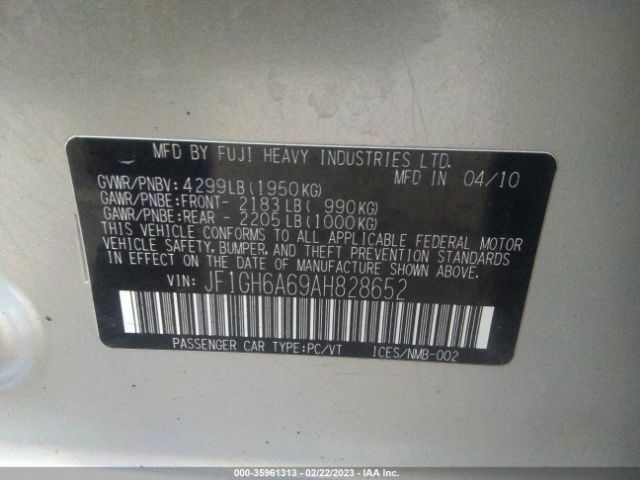 MFD BY FUJI HEAVY INDUSTRIES LTD.
MFD IN 04/10
GVWR/PNBV: 4299LB(1950KG)
GAWR/PNBE:FRONT- 2183LB( 990KG)
GAWR/PNBE:REAR - 2205LB(1000KG)
THIS VEHICLE CONFORMS TO ALL APPLICABLE FEDERAL MOTOR
VEHICLE SAFETY, BUMPER, AND THEFT PREVENTION STANDARDS
IN EFFECT ON THE DATE OF MANUFACTURE SHOWN ABOVE.
VIN: JF1GH6A69AH828652
PASSENGER CAR TYPE:PC/VT ICES/NMB-002
000-35961313 - 02/22/2023 - IAA Inc.